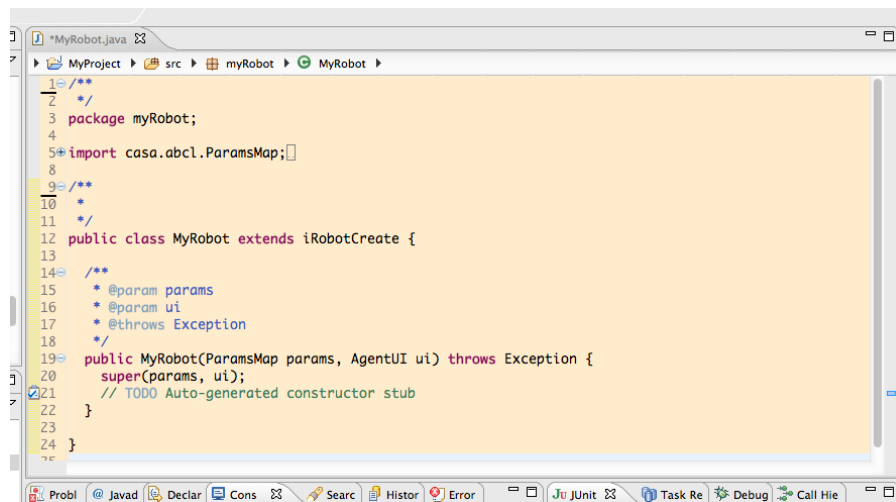 *MyRobot.java
MyProject src myRobot MyRobot
1 /**
2 */
3 package myRobot;
4
5 import casa.abcl.ParamsMap;
8
9 /**
10 *
11 */
12 public class MyRobot extends iRobotCreate {
13
14 /**
15 * @param params
16 * @param ui
17 * @throws Exception
18 */
19 public MyRobot(ParamsMap params, AgentUI ui) throws Exception {
20 super(params, ui);
21 // TODO Auto-generated constructor stub
22 }
23
24 }
25
Probl @ Javad Declar Cons Searc Histor Error JU JUnit Task Re Debug Call Hie